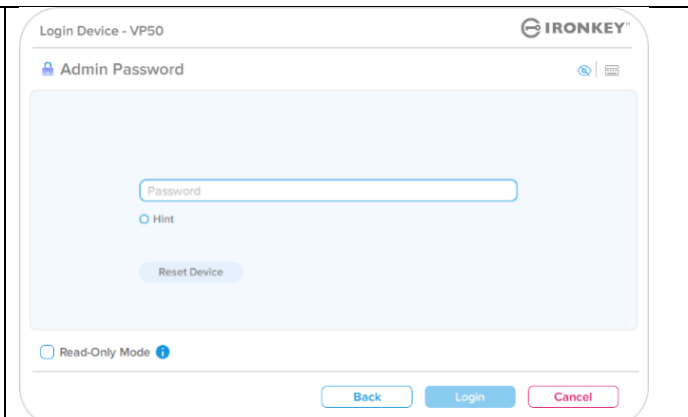 Login Device - VP50
IRONKEY™
Admin Password
Password
Hint
Reset Device
Read-Only Mode
Back
Login
Cancel